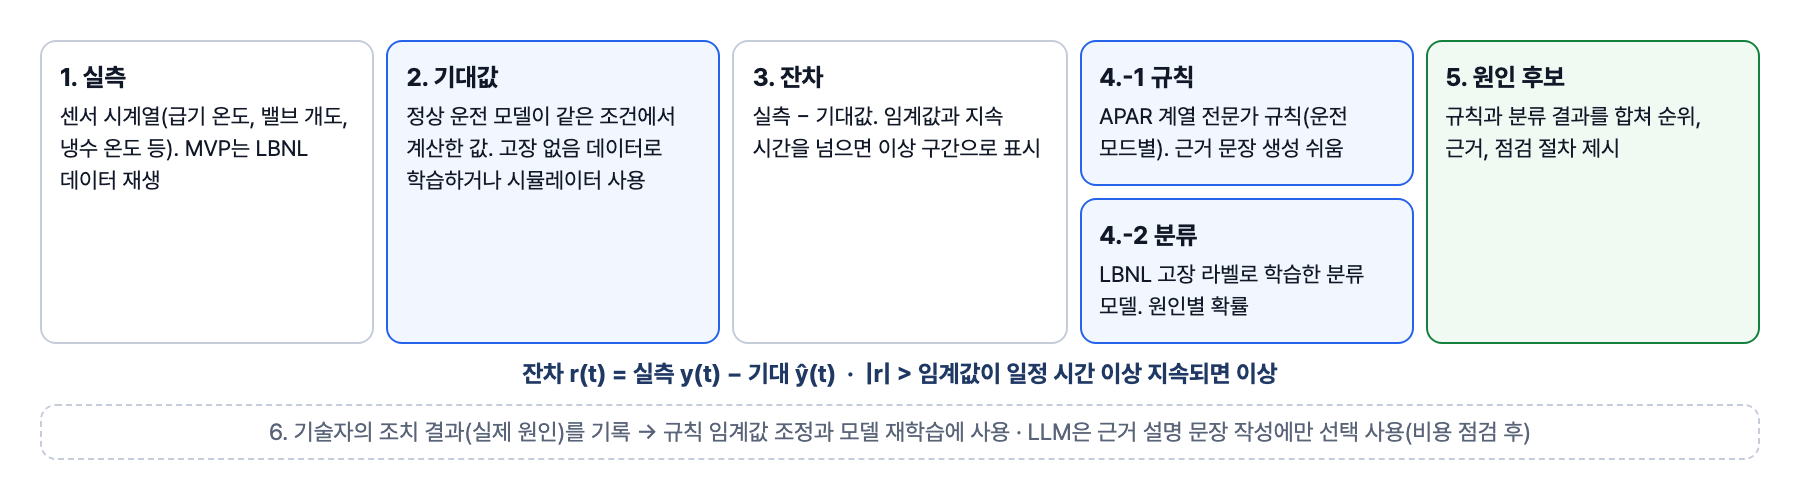 1. 실측
센서 시계열(급기 온도, 밸브 개도,
냉수 온도 등). MVP는 LBNL
데이터 재생
2. 기대값
정상 운전 모델이 같은 조건에서
계산한 값. 고장 없음 데이터로
학습하거나 시뮬레이터 사용
3. 잔차
실측 − 기대값. 임계값과 지속
시간을 넘으면 이상 구간으로 표시
4.-1 규칙
APAR 계열 전문가 규칙(운전
모드별). 근거 문장 생성 쉬움
4.-2 분류
LBNL 고장 라벨로 학습한 분류
모델. 원인별 확률
5. 원인 후보
규칙과 분류 결과를 합쳐 순위,
근거, 점검 절차 제시
잔차 r(t) = 실측 y(t) − 기대 ŷ(t) · |r| > 임계값이 일정 시간 이상 지속되면 이상
6. 기술자의 조치 결과(실제 원인)를 기록 → 규칙 임계값 조정과 모델 재학습에 사용 · LLM은 근거 설명 문장 작성에만 선택 사용(비용 점검 후)